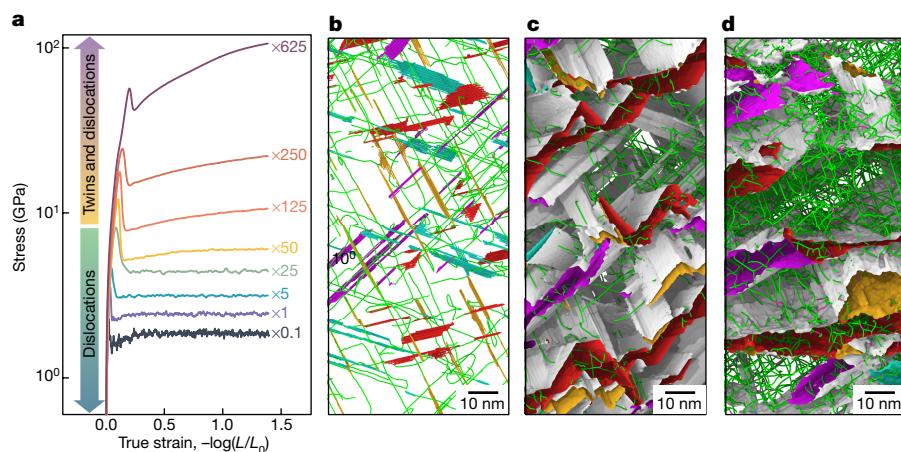 a
Stress (GPa)
10²
10¹
10⁰
Twins and dislocations
Dislocations
×625
×250
×125
×50
×25
×5
×1
×0.1
0.0 0.5 1.0 1.5
True strain, –log(L/L₀)
b
10⁰
10 nm
c
10 nm
d
10 nm